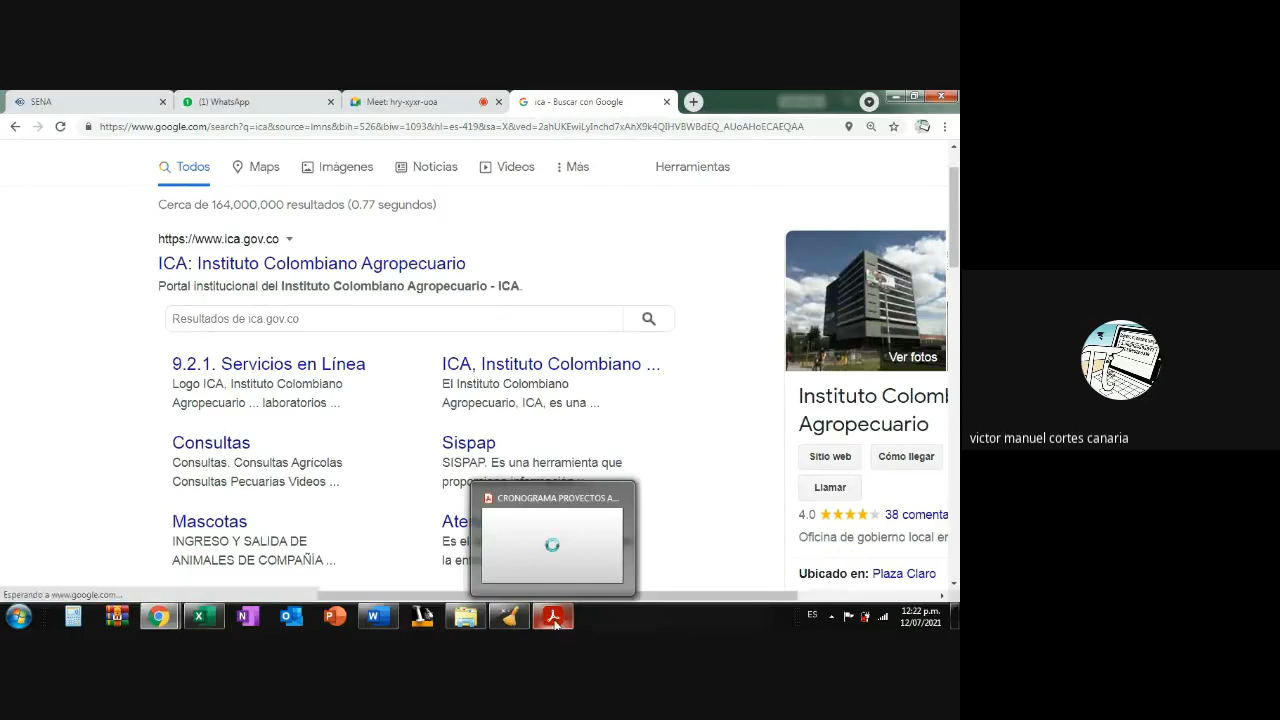 SENA
(1) WhatsApp
Meet: hry-xyxr-uoa
ica - Buscar con Google
Todos
Maps
Imágenes
Noticias
Videos
Más
Herramientas
Cerca de 164,000,000 resultados (0.77 segundos)
https://www.ica.gov.co
ICA: Instituto Colombiano Agropecuario
Portal institucional del Instituto Colombiano Agropecuario - ICA.
Resultados de ica.gov.co
9.2.1. Servicios en Línea
Logo ICA, Instituto Colombiano
Agropecuario ... laboratorios ...
ICA, Instituto Colombiano ...
El Instituto Colombiano
Agropecuario, ICA, es una ...
Consultas
Consultas. Consultas Agrícolas
Consultas Pecuarias Videos ...
Sispap
SISPAP. Es una herramienta que
Mascotas
INGRESO Y SALIDA DE
ANIMALES DE COMPAÑÍA ...
Ver fotos
Instituto Colomb
Agropecuario
Sitio web
Cómo llegar
Llamar
4.0
38 comenta
Oficina de gobierno local en
Ubicado en: Plaza Claro
CRONOGRAMA PROYECTOS A...
Esperando a www.google.com...
ES
12:22 p.m.
12/07/2021
victor manuel cortes canaria